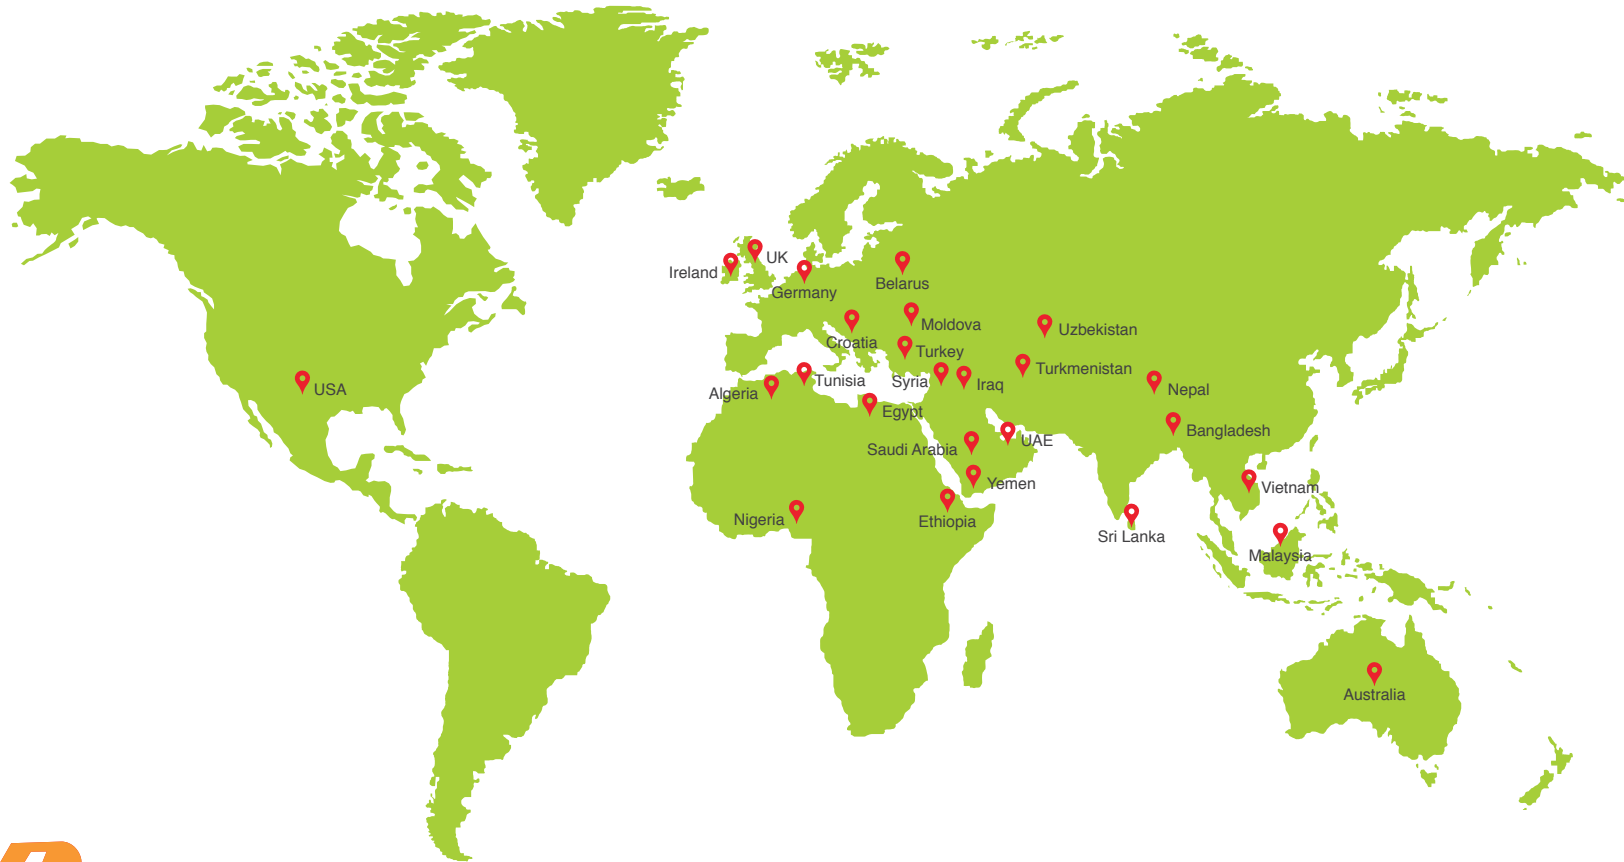 UK
Ireland
Belarus
Germany
Moldova
Uzbekistan
Croatia
Turkey
Turkmenistan
Tunisia
Syria
Iraq
USA
Algeria
Nepal
Egypt
Bangladesh
UAE
Saudi Arabia
Yemen
Vietnam
Nigeria
Ethiopia
Sri Lanka
Malaysia
Australia